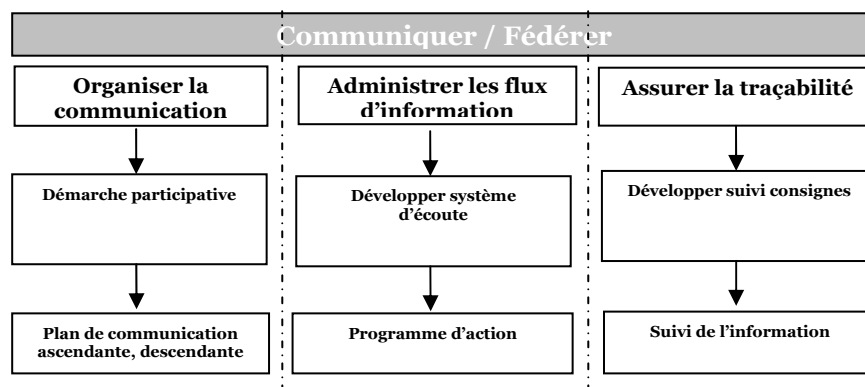 Communiquer / Fédérer
Organiser la
communication
Administrer les flux
d'information
Assurer la traçabilité
Démarche participative
Développer système
d'écoute
Développer suivi consignes
Plan de communication
ascendante, descendante
Programme d'action
Suivi de l'information